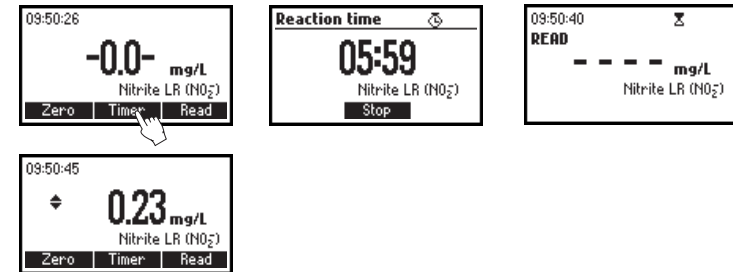 09:50:26
-0.0- mg/L
Nitrite LR (NO₂⁻)
Zero Timer Read
Reaction time
05:59
Nitrite LR (NO₂⁻)
Stop
09:50:40
READ
- - - - mg/L
Nitrite LR (NO₂⁻)
09:50:45
0.23 mg/L
Nitrite LR (NO₂⁻)
Zero Timer Read